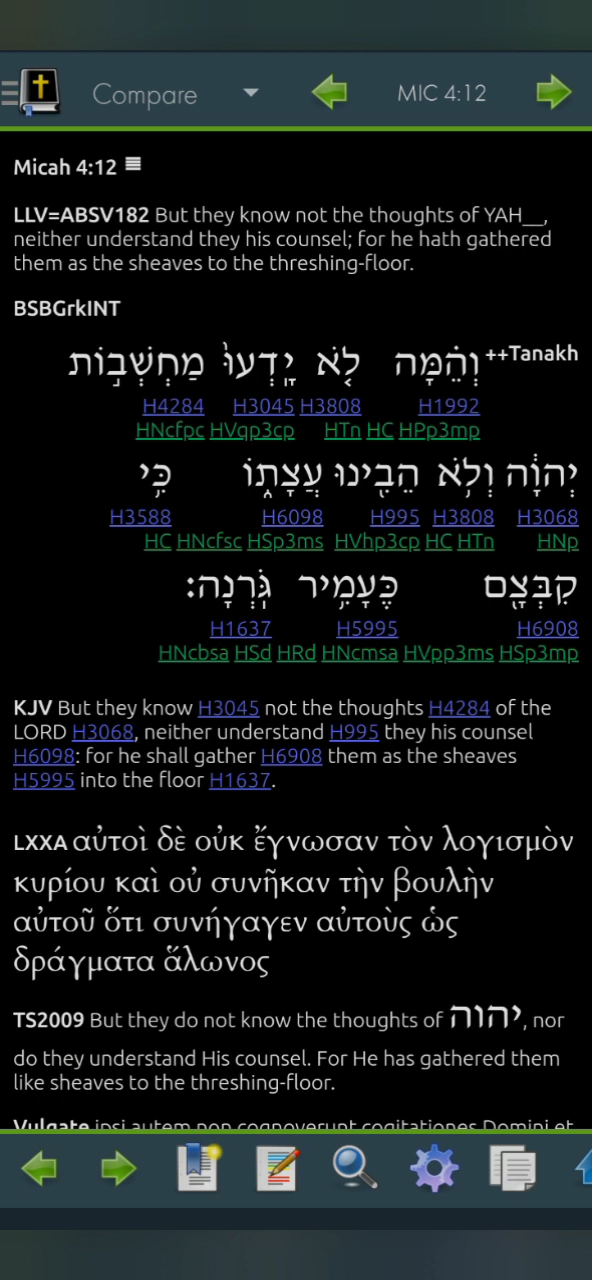 Compare
MIC 4:12
Micah 4:12
LLV=ABSV182 But they know not the thoughts of YAH__,
neither understand they his counsel; for he hath gathered
them as the sheaves to the threshing-floor.
BSBGrkINT
++Tanakh וְהֵ֗מָּה לֹ֤א יָֽדְעוּ֙ מַחְשְׁב֣וֹת
H4284 H3045 H3808 H1992
HNcfpc HVqp3cp HTn HC HPp3mp
יְהוָ֔ה וְלֹ֥א הֵבִ֖ינוּ עֲצָת֑וֹ כִּ֥י
H3588 H6098 H995 H3808 H3068
HC HNcfsc HSp3ms HVhp3cp HC HTn HNp
קִבְּצָ֖ם כֶּעָמִ֥יר גֹּֽרְנָה׃
H1637 H5995 H6908
HNcbsa HSd HRd HNcmsa HVpp3ms HSp3mp
KJV But they know H3045 not the thoughts H4284 of the
LORD H3068, neither understand H995 they his counsel
H6098: for he shall gather H6908 them as the sheaves
H5995 into the floor H1637.
LXXA αὐτοὶ δὲ οὐκ ἔγνωσαν τὸν λογισμὸν
κυρίου καὶ οὐ συνῆκαν τὴν βουλὴν
αὐτοῦ ὅτι συνήγαγεν αὐτοὺς ὡς
δράγματα ἅλωνος
TS2009 But they do not know the thoughts of יהוה, nor
do they understand His counsel. For He has gathered them
like sheaves to the threshing-floor.
Vulgate ipsi autem non cognoverunt cogitationes Domini et